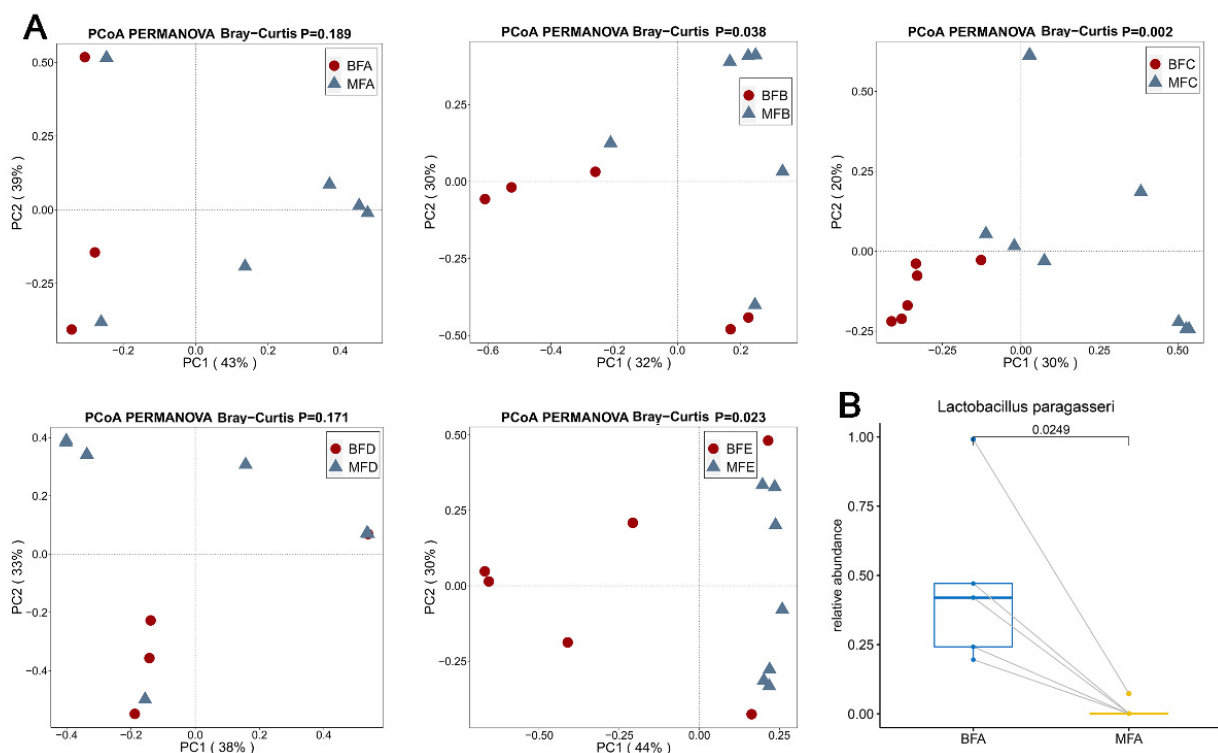 A
PCoA PERMANOVA Bray−Curtis P=0.189
BFA
MFA
0.50
0.25
0.00
−0.25
PC2 ( 39%)
−0.2
0.0
0.2
0.4
PC1 ( 43%)
PCoA PERMANOVA Bray−Curtis P=0.038
BFB
MFB
0.25
0.00
−0.25
−0.50
PC2 ( 30%)
−0.6
−0.4
−0.2
0.0
0.2
PC1 ( 32%)
PCoA PERMANOVA Bray−Curtis P=0.002
BFC
MFC
0.50
0.25
0.00
−0.25
PC2 ( 20%)
−0.25
0.00
0.25
0.50
PC1 ( 30%)
PCoA PERMANOVA Bray−Curtis P=0.171
BFD
MFD
0.4
0.2
0.0
−0.2
−0.4
PC2 ( 33%)
−0.4
−0.2
0.0
0.2
0.4
PC1 ( 38%)
PCoA PERMANOVA Bray−Curtis P=0.023
BFE
MFE
0.50
0.25
0.00
−0.25
PC2 ( 30%)
−0.50
−0.25
0.00
0.25
PC1 ( 44%)
B
Lactobacillus paragasseri
0.0249
1.00
0.75
0.50
0.25
0.00
relative abundance
BFA
MFA